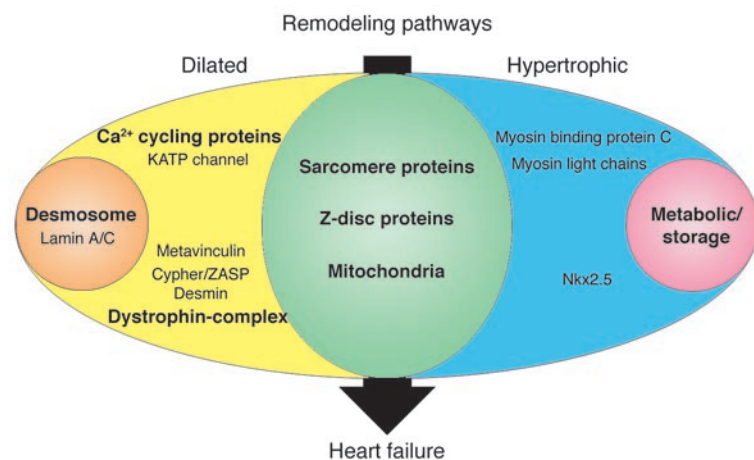 Remodeling pathways
Dilated
Hypertrophic
Ca²⁺ cycling proteins
KATP channel
Desmosome
Lamin A/C
Metavinculin
Cypher/ZASP
Desmin
Dystrophin-complex
Sarcomere proteins
Z-disc proteins
Mitochondria
Myosin binding protein C
Myosin light chains
Metabolic/
storage
Nkx2.5
Heart failure